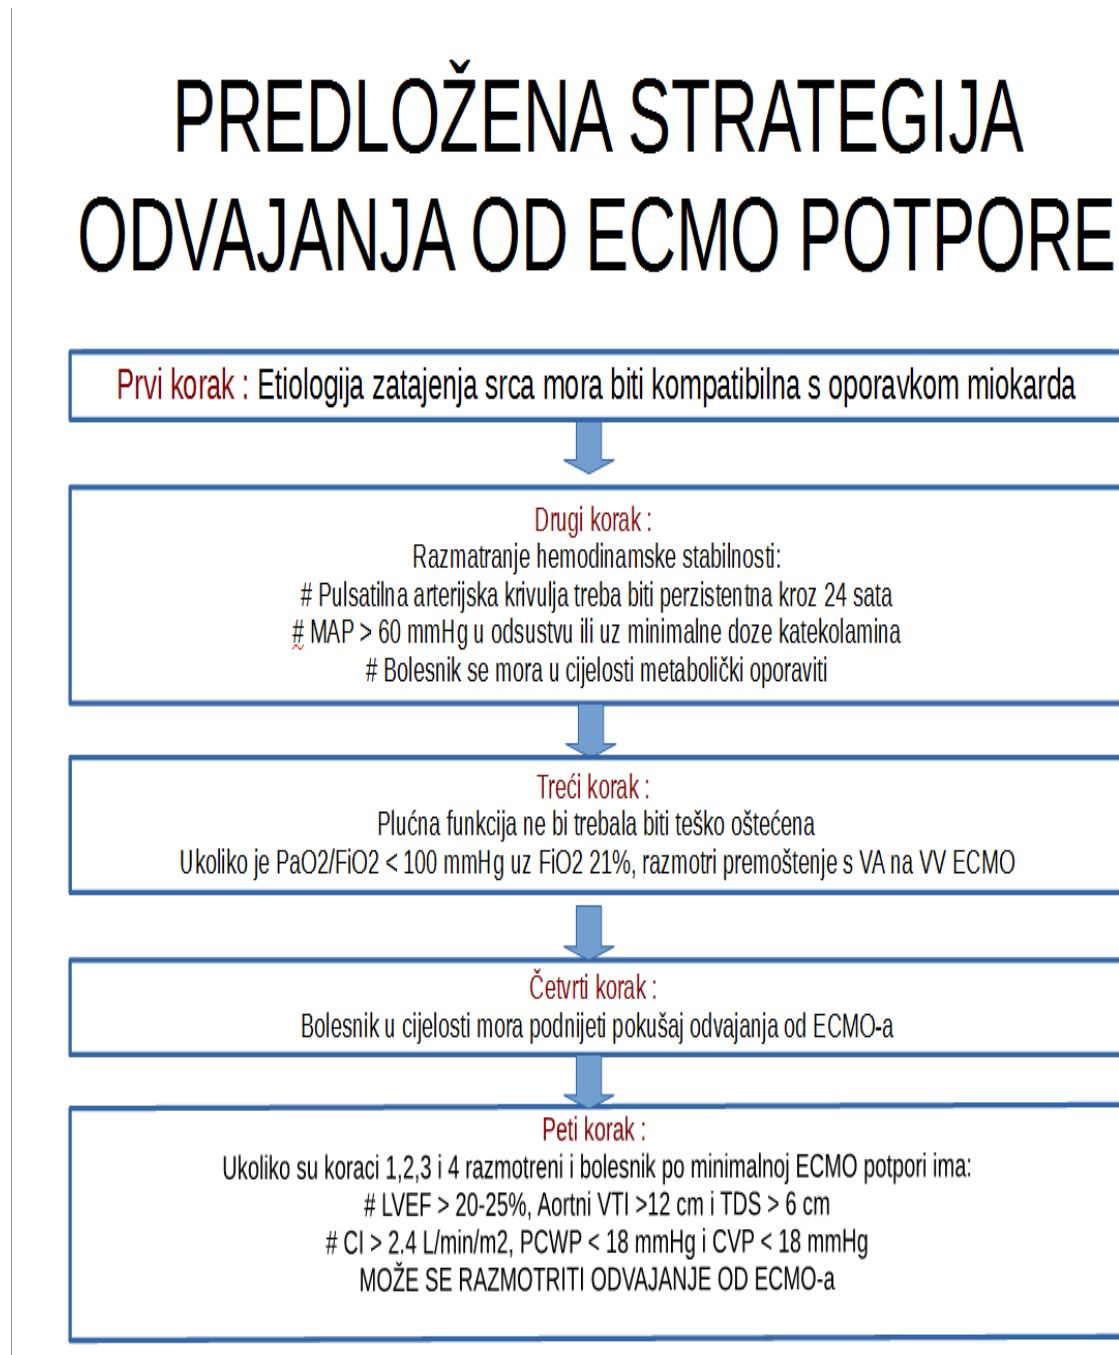 PREDLOŽENA STRATEGIJA
ODVAJANJA OD ECMO POTPORE
Prvi korak : Etiologija zatajenja srca mora biti kompatibilna s oporavkom miokarda
Drugi korak :
Razmatranje hemodinamske stabilnosti:
# Pulsatilna arterijska krivulja treba biti perzistentna kroz 24 sata
# MAP > 60 mmHg u odsustvu ili uz minimalne doze katekolamina
# Bolesnik se mora u cijelosti metabolički oporaviti
Treći korak :
Plućna funkcija ne bi trebala biti teško oštećena
Ukoliko je PaO2/FiO2 < 100 mmHg uz FiO2 21%, razmotri premoštenje s VA na VV ECMO
Četvrti korak :
Bolesnik u cijelosti mora podnijeti pokušaj odvajanja od ECMO-a
Peti korak :
Ukoliko su koraci 1,2,3 i 4 razmotreni i bolesnik po minimalnoj ECMO potpori ima:
# LVEF > 20-25%, Aortni VTI >12 cm i TDS > 6 cm
# CI > 2.4 L/min/m2, PCWP < 18 mmHg i CVP < 18 mmHg
MOŽE SE RAZMOTRITI ODVAJANJE OD ECMO-a